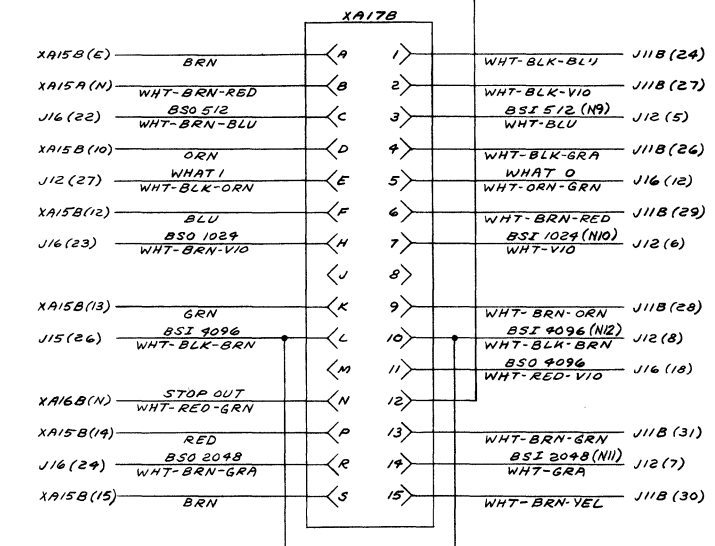 XA17B
XA15B(E) BRN A 1 WHT-BLK-BLU J11B(24)
XA15A(N) WHT-BRN-RED B 2 WHT-BLK-VIO J11B(27)
BSO 512 BSI 512 (N9)
J16(22) WHT-BRN-BLU C 3 WHT-BLU J12(5)
XA15B(10) ORN D 4 WHT-BLK-GRA J11B(26)
WHAT 1 WHAT 0
J12(27) WHT-BLK-ORN E 5 WHT-ORN-GRN J16(12)
XA15B(12) BLU F 6 WHT-BRN-RED J11B(29)
BSO 1024 BSI 1024(N10)
J16(23) WHT-BRN-VIO H 7 WHT-VIO J12(6)
J 8
XA15B(13) GRN K 9 WHT-BRN-ORN J11B(28)
BSI 4096 BSI 4096(N12)
J15(26) WHT-BLK-BRN L 10 WHT-BLK-BRN J12(8)
BSO 4096
M 11 WHT-RED-VIO J16(18)
STOP OUT
XA16B(N) WHT-RED-GRN N 12
XA15B(14) RED P 13 WHT-BRN-GRN J11B(31)
BSO 2048 BSI 2048(N11)
J16(24) WHT-BRN-GRA R 14 WHT-GRA J12(7)
XA15B(15) BRN S 15 WHT-BRN-YEL J11B(30)